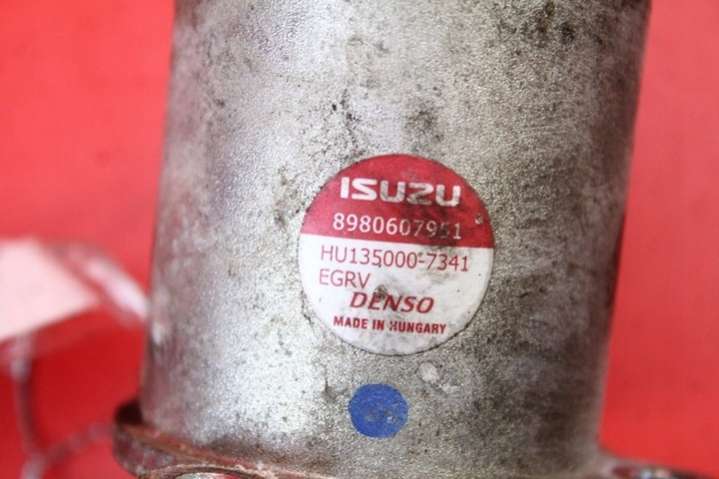 ISUZU
8980607951
HU135000-7341
EGRV
DENSO
MADE IN HUNGARY